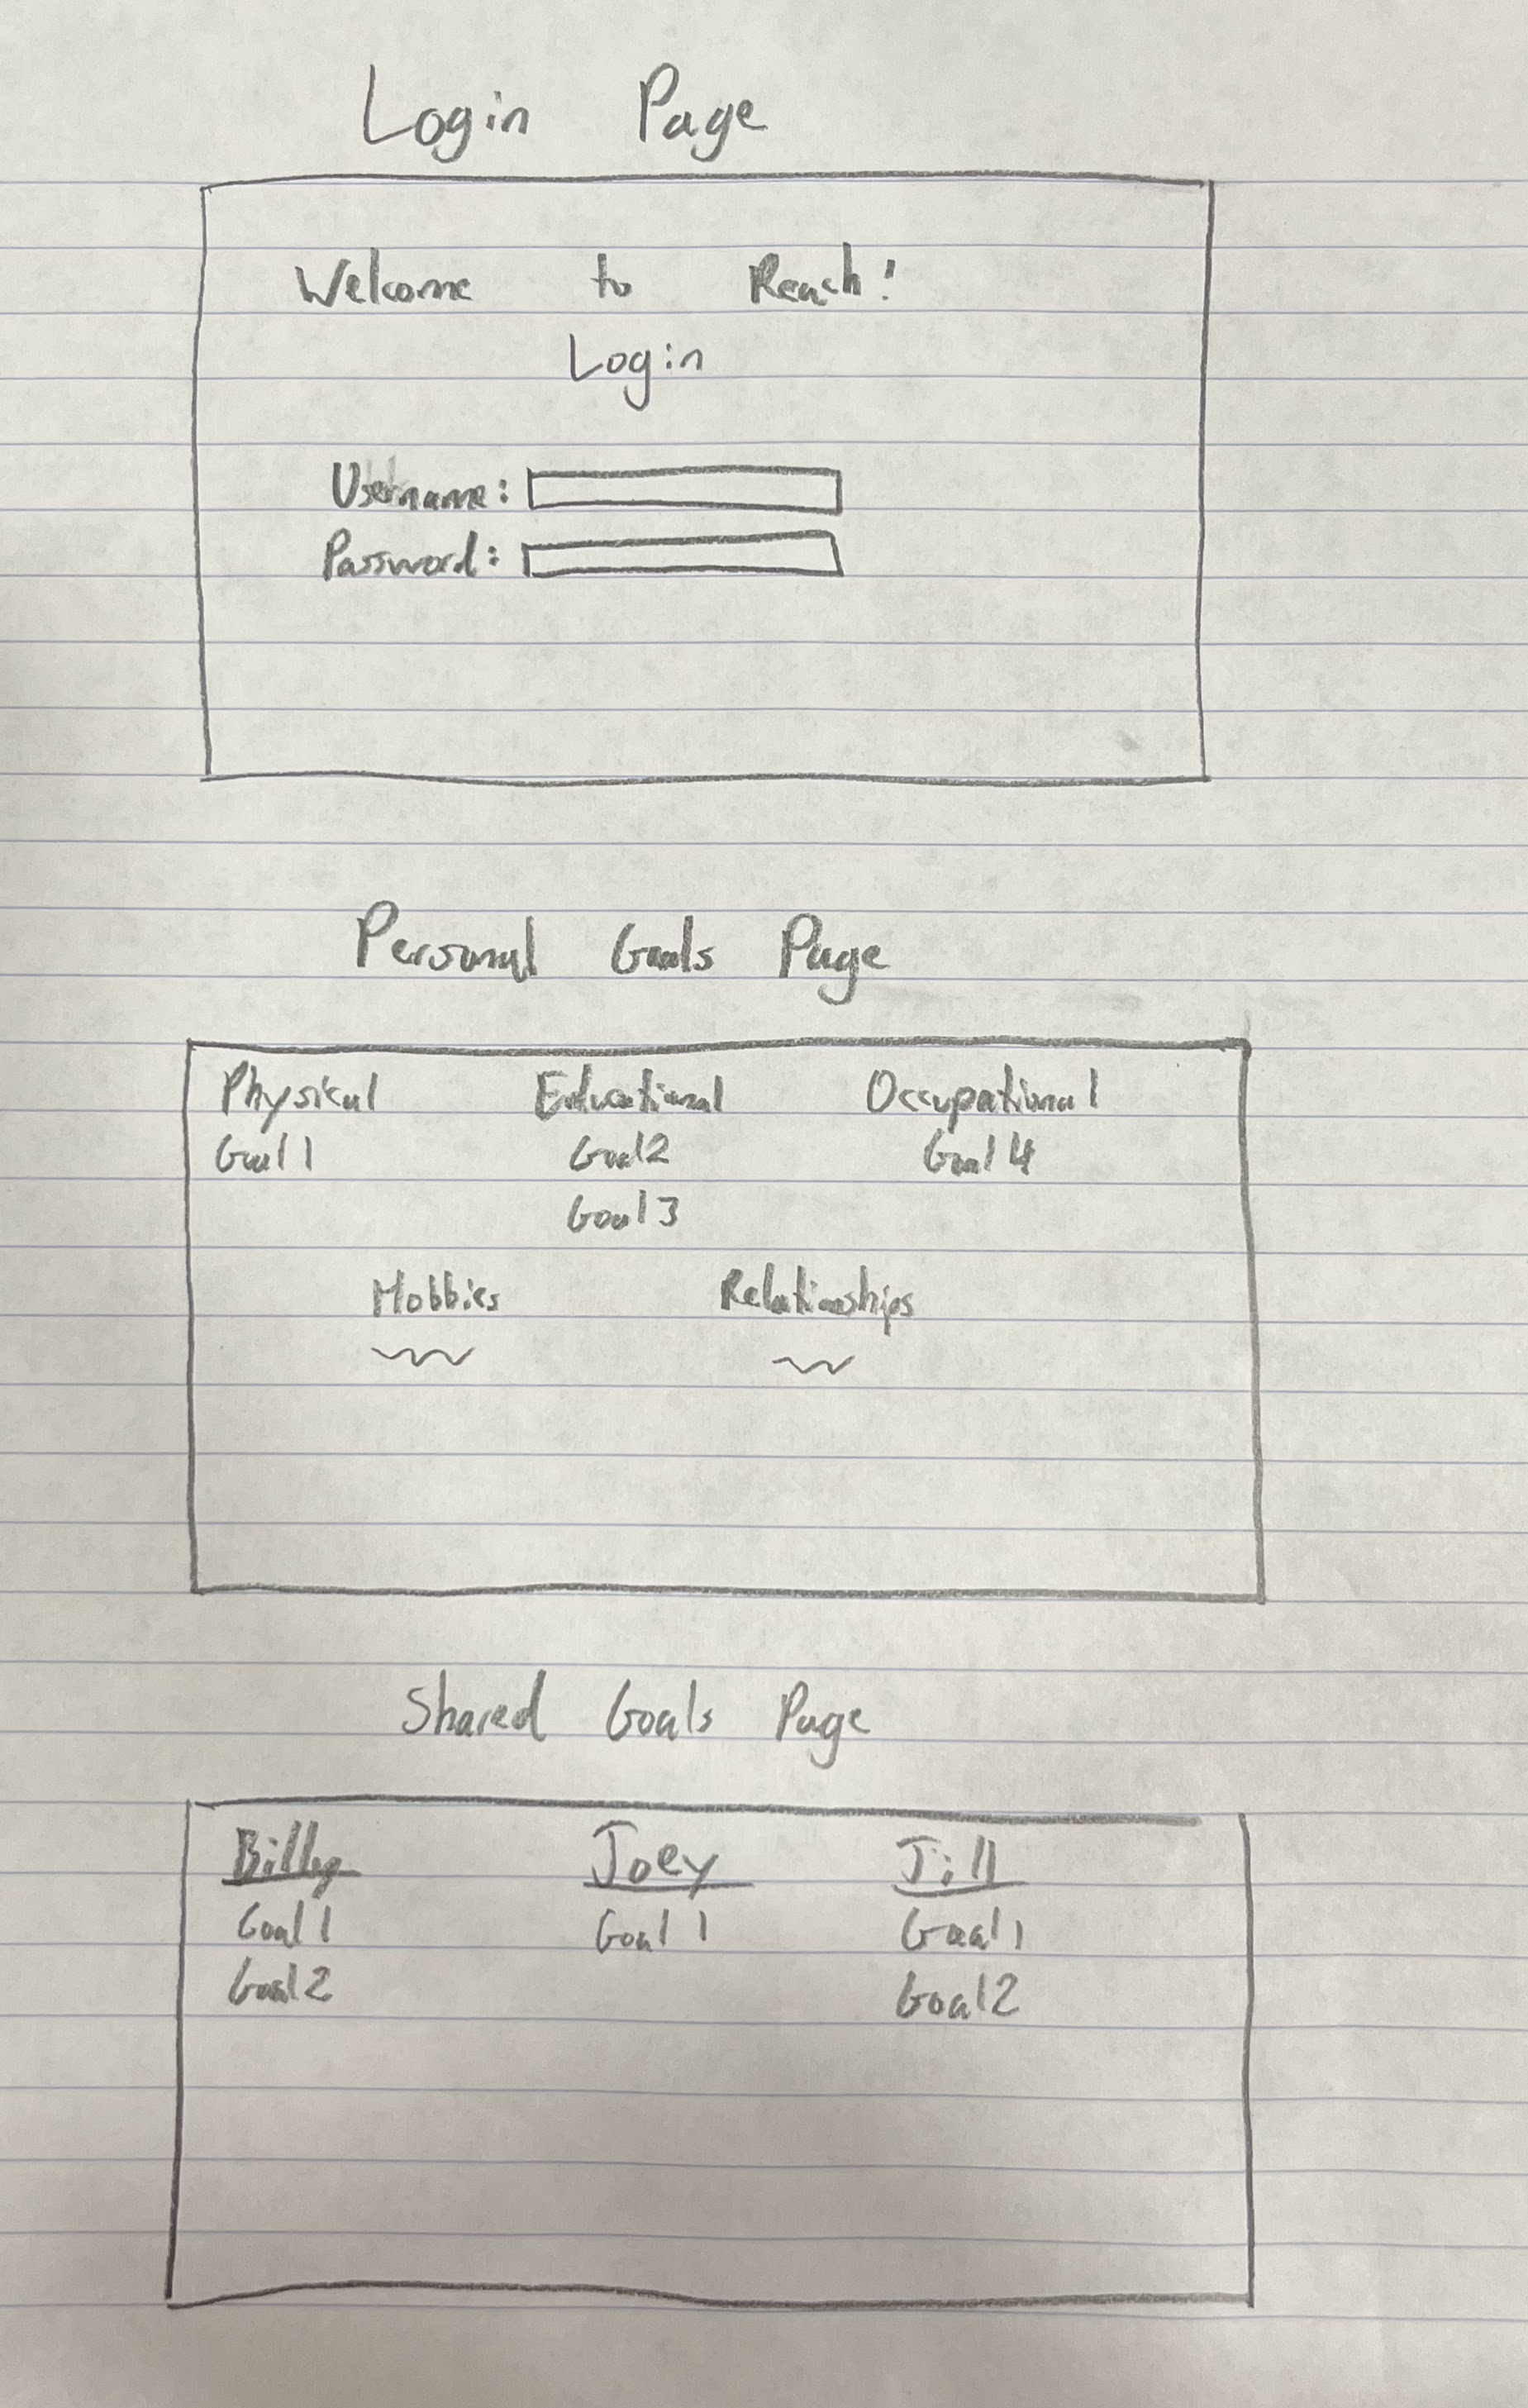 Login Page
Welcome to Reach!
Login
Username:
Password:
Personal Goals Page
Physical Educational Occupational
Goal 1 Goal 2 Goal 4
Goal 3
Hobbies Relationships
Shared Goals Page
Billy Joey Jill
Goal 1 Goal 1 Goal 1
Goal 2 Goal 2